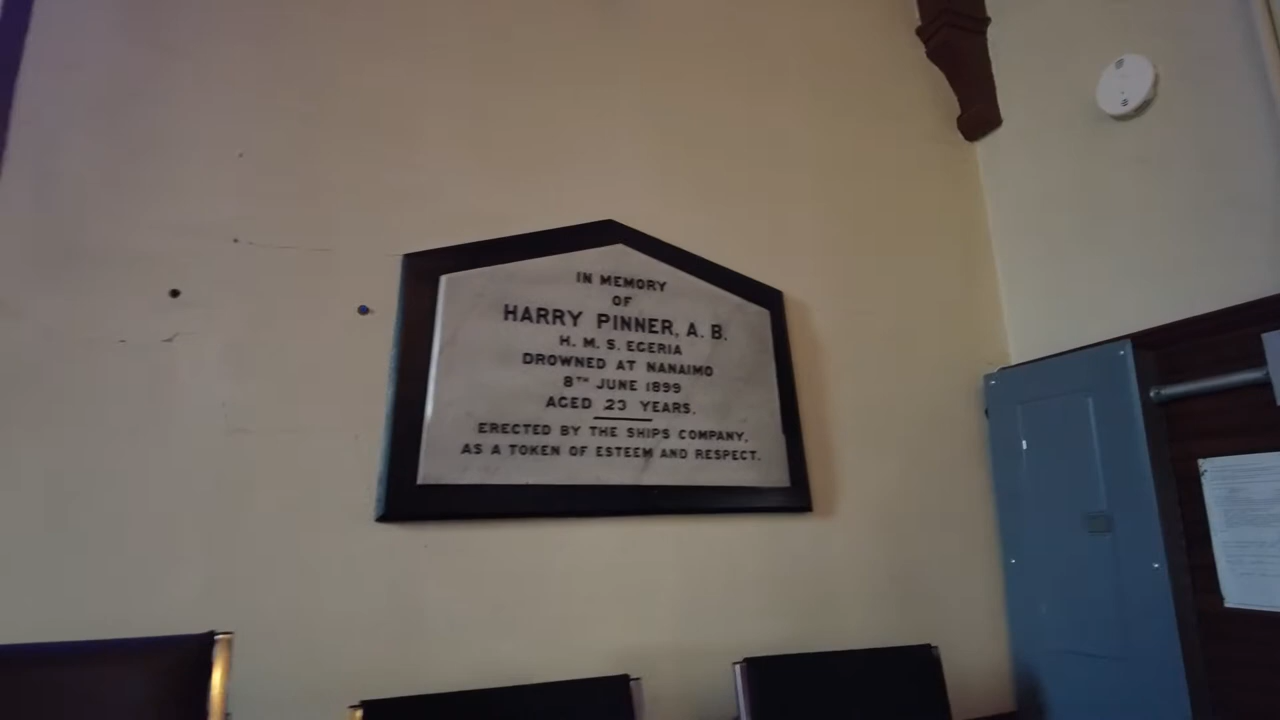 IN MEMORY
OF
HARRY PINNER, A. B.
H. M. S. EGERIA
DROWNED AT NANAIMO
8TH JUNE 1899
AGED 23 YEARS.
ERECTED BY THE SHIPS COMPANY,
AS A TOKEN OF ESTEEM AND RESPECT.